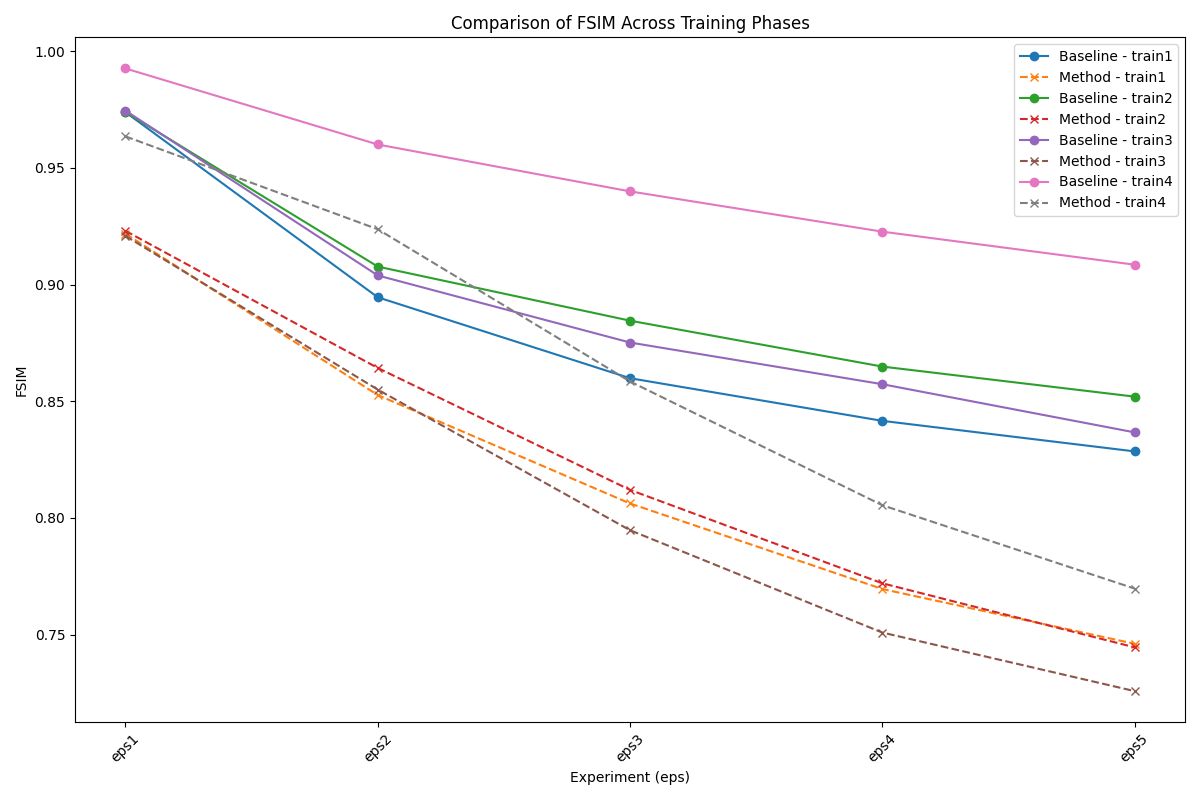 Comparison of FSIM Across Training Phases
1.00
0.95
0.90
0.85
0.80
0.75
FSIM
Baseline - train1
Method - train1
Baseline - train2
Method - train2
Baseline - train3
Method - train3
Baseline - train4
Method - train4
eps1
eps2
eps3
eps4
eps5
Experiment (eps)